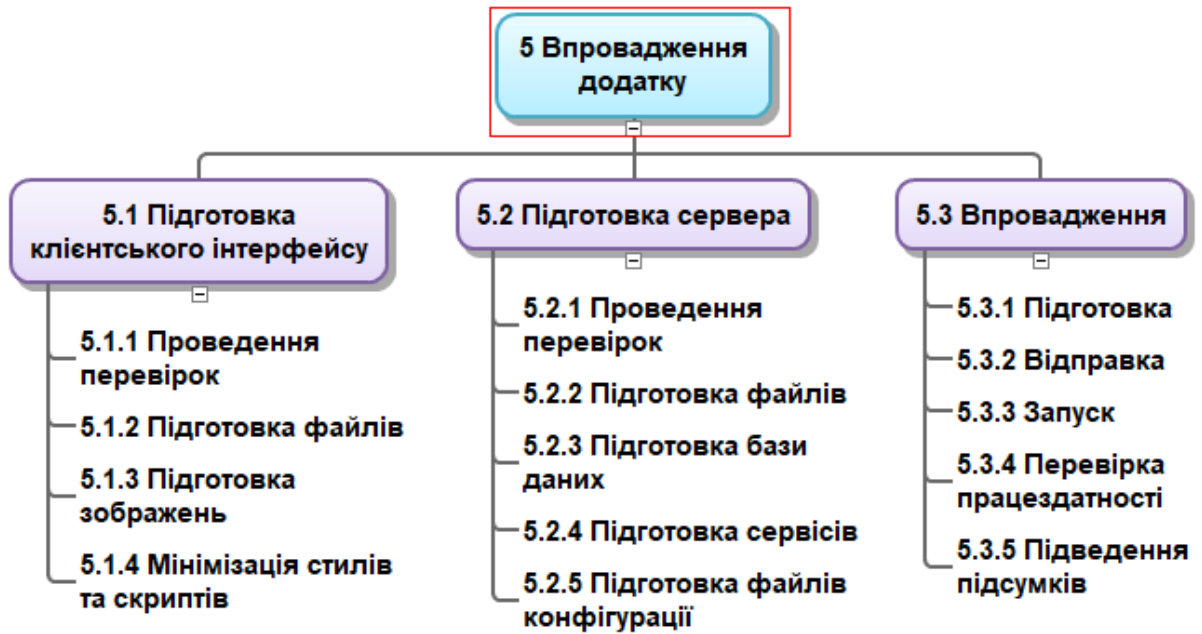 5 Впровадження
додатку
5.1 Підготовка
клієнтського інтерфейсу
5.1.1 Проведення
перевірок
5.1.2 Підготовка файлів
5.1.3 Підготовка
зображень
5.1.4 Мінімізація стилів
та скриптів
5.2 Підготовка сервера
5.2.1 Проведення
перевірок
5.2.2 Підготовка файлів
5.2.3 Підготовка бази
даних
5.2.4 Підготовка сервісів
5.2.5 Підготовка файлів
конфігурації
5.3 Впровадження
5.3.1 Підготовка
5.3.2 Відправка
5.3.3 Запуск
5.3.4 Перевірка
працездатності
5.3.5 Підведення
підсумків